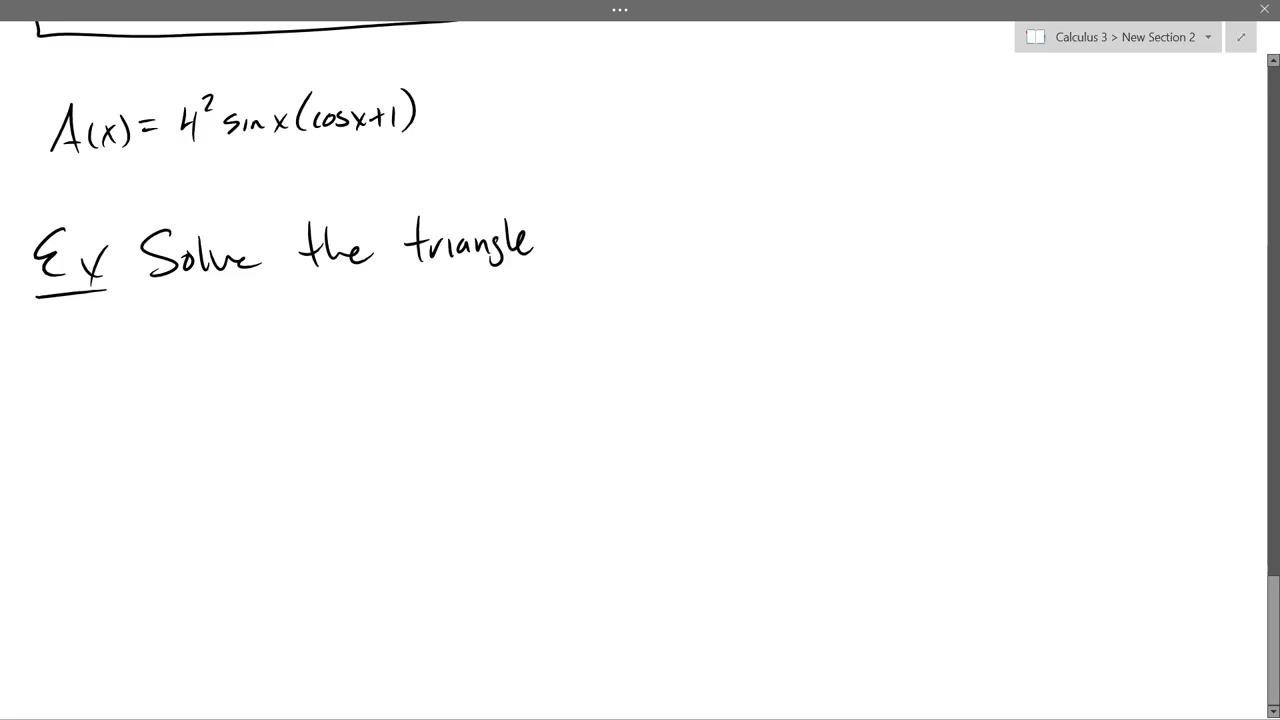 Calculus 3 > New Section 2
A(x) = 4² sin x (cos x + 1)
Ex Solve the triangle